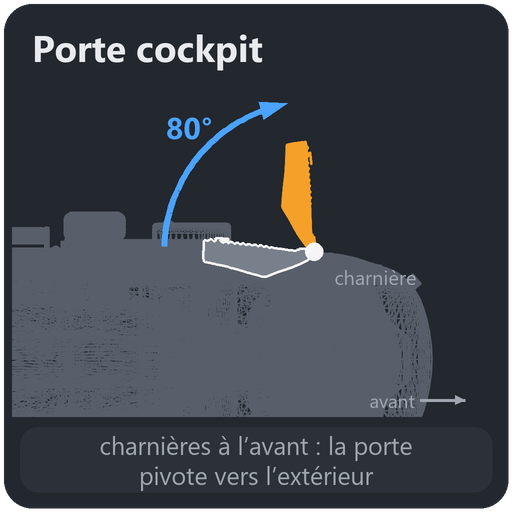 Porte cockpit
80°
charnière
avant
charnières à l’avant : la porte
pivote vers l’extérieur